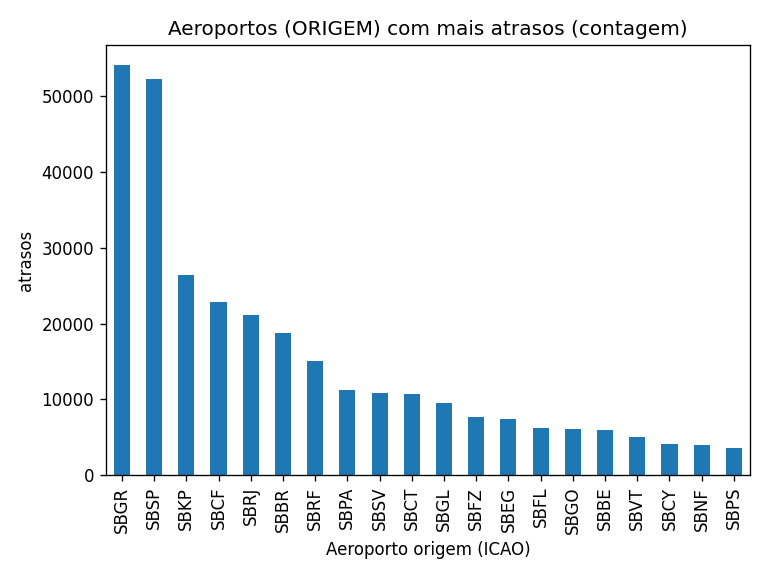 Aeroportos (ORIGEM) com mais atrasos (contagem)
50000
40000
30000
20000
10000
0
atrasos
SBGR
SBSP
SBKP
SBCF
SBRJ
SBBR
SBRF
SBPA
SBSV
SBCT
SBGL
SBFZ
SBEG
SBFL
SBGO
SBBE
SBVT
SBCY
SBNF
SBPS
Aeroporto origem (ICAO)